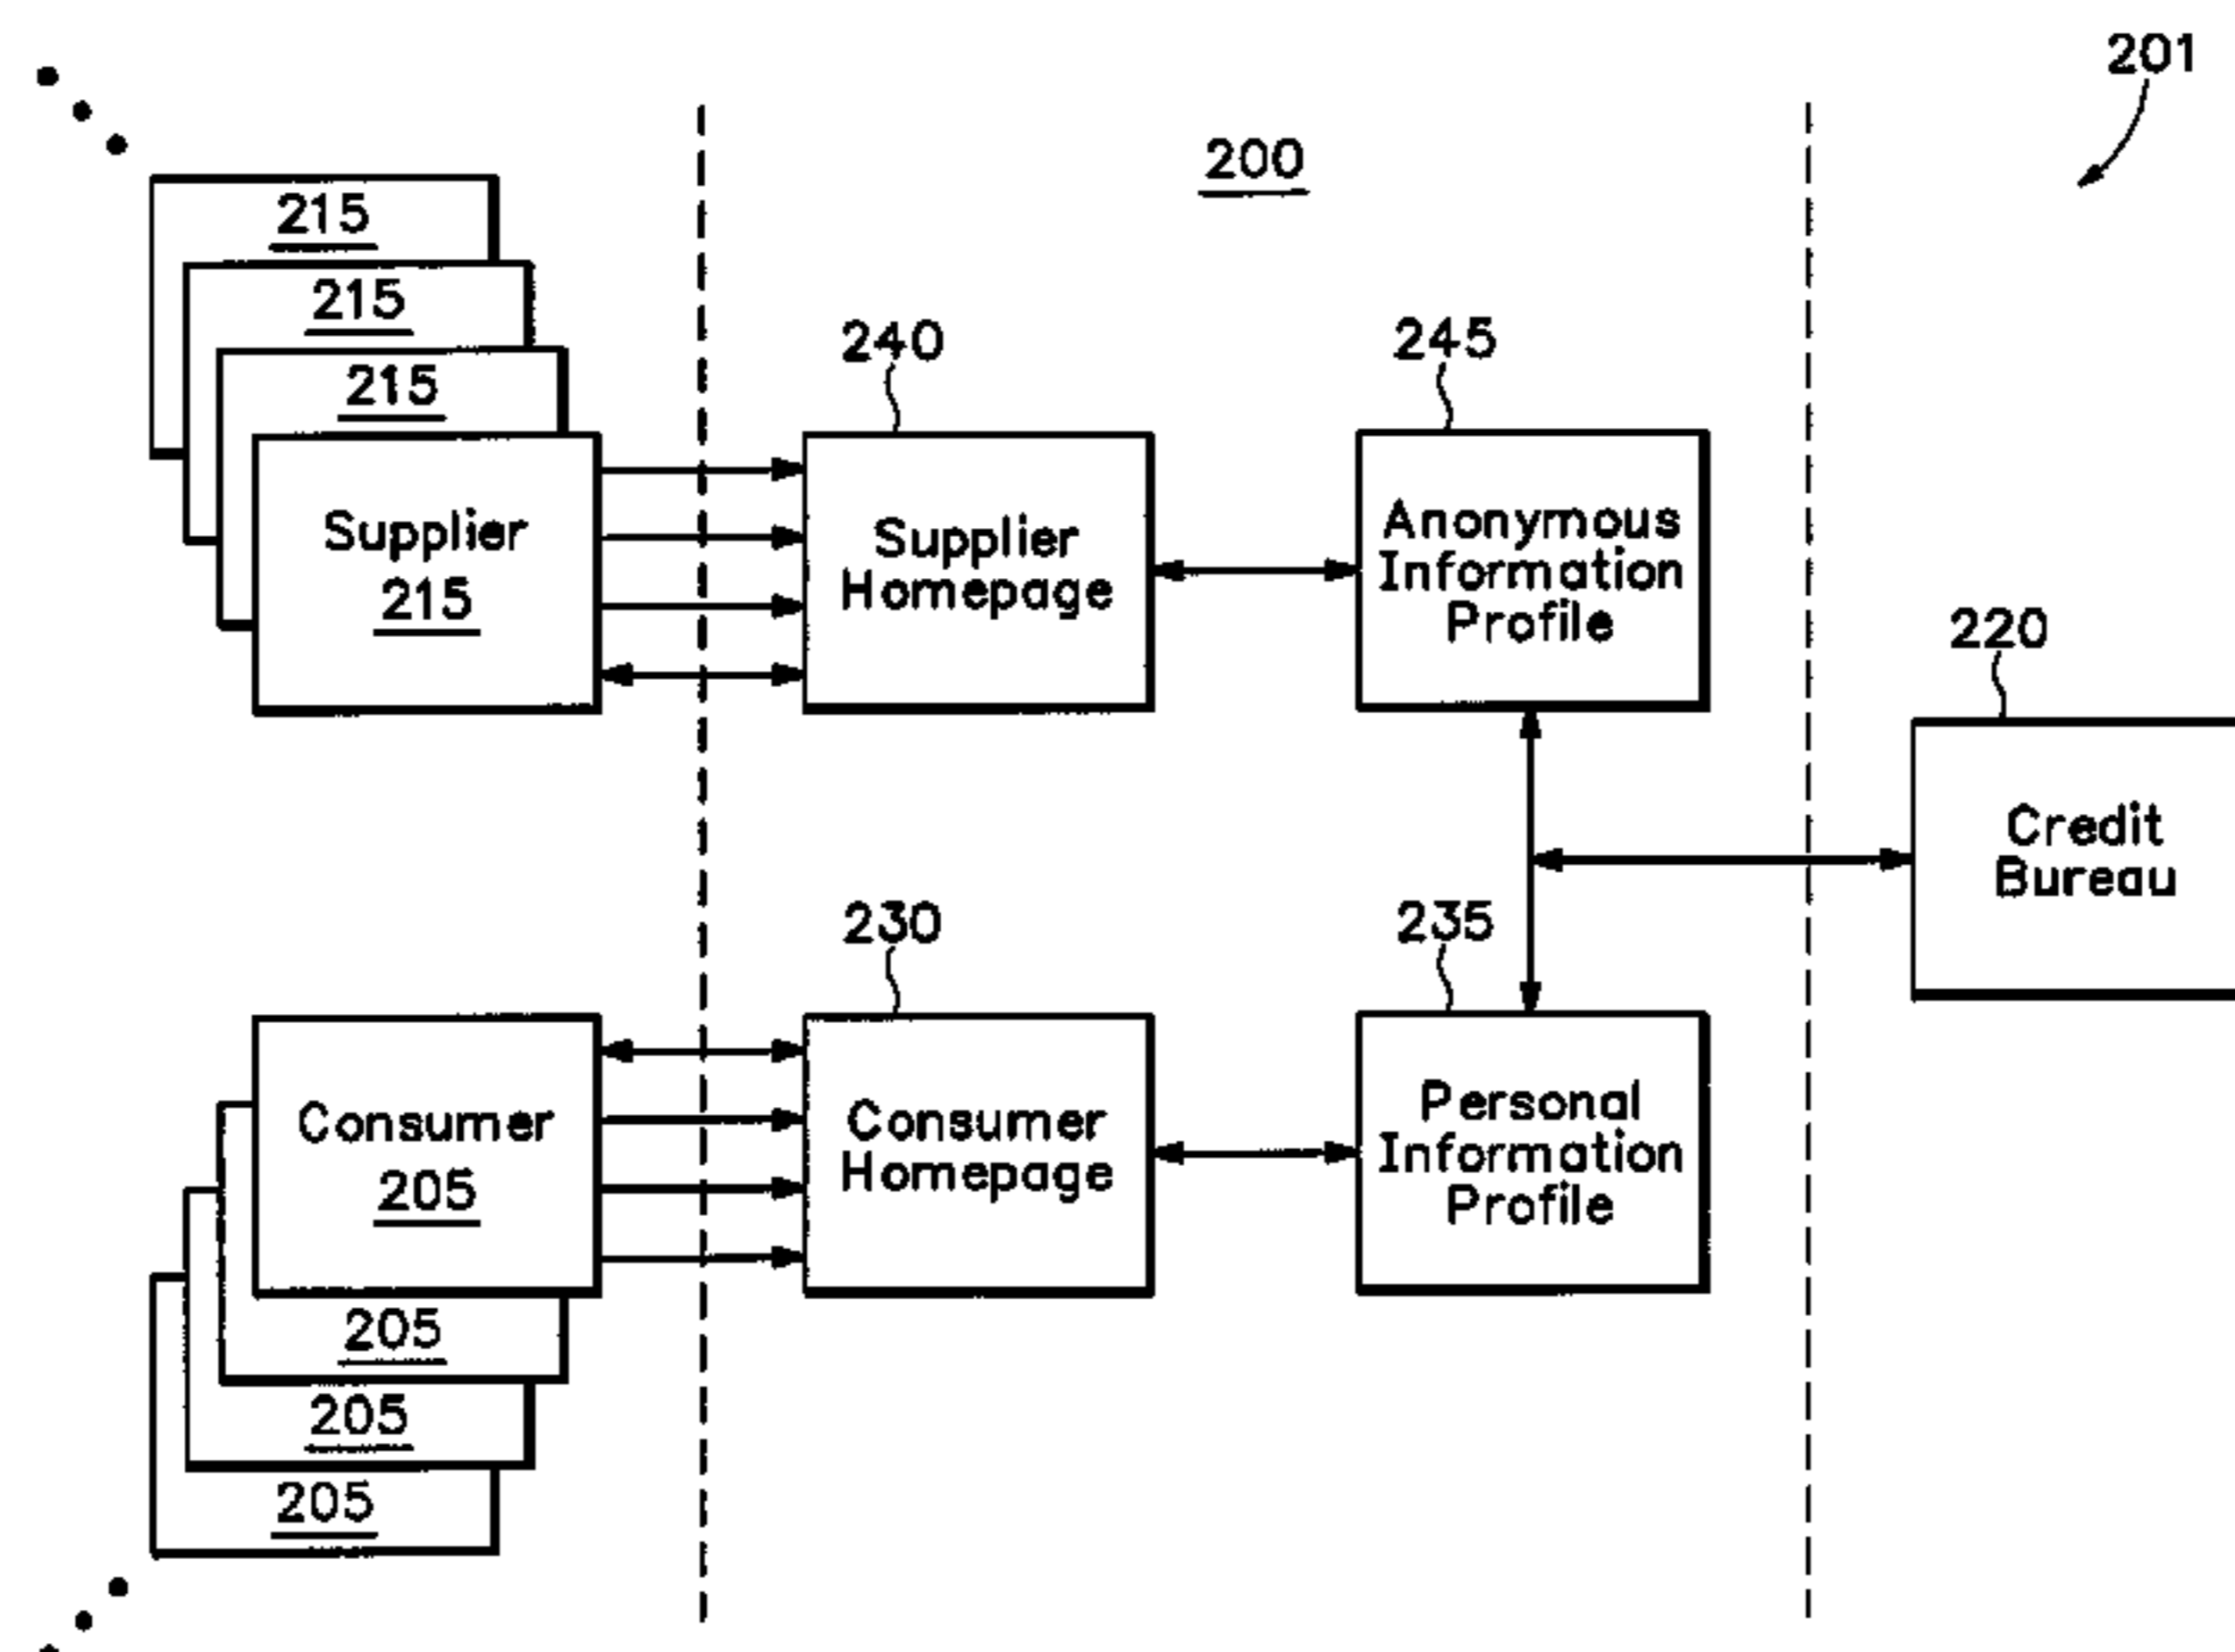 201
200
215
215
215
Supplier
215
240
Supplier
Homepage
245
Anonymous
Information
Profile
220
Credit
Bureau
230
Consumer
Homepage
235
Personal
Information
Profile
Consumer
205
205
205
205